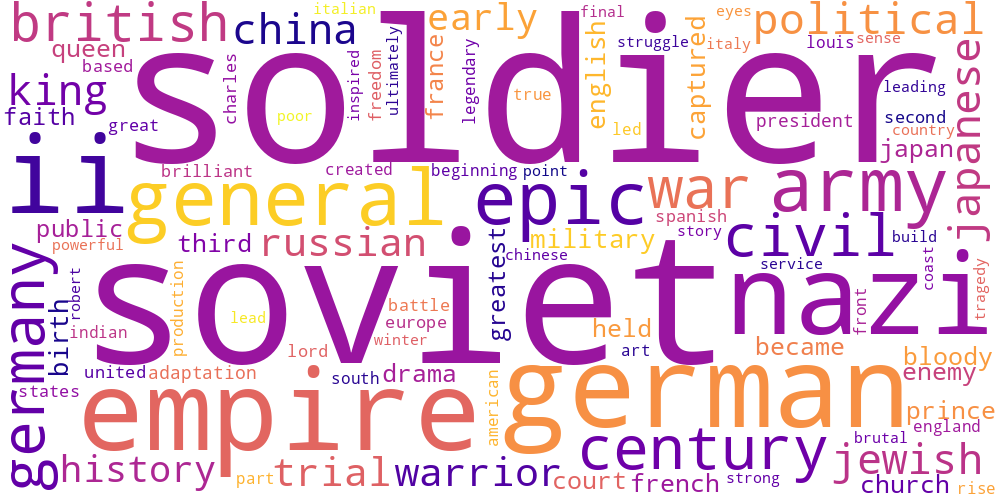 italian
final
eyes
british
china
early
political
queen
king
based
faith
great
soldier
charles
poor
inspired
freedom
ultimately
france
legendary
true
english
led
struggle
captured
italy
louis
sense
president
leading
second
country
japan
japanese
ii
brilliant
created
beginning
point
general
epic
war
army
public
powerful
third
russian
spanish
story
military
civil
build
greatest
chinese
service
coast
tragedy
soviet
nazi
germany
birth
robert
indian
production
lead
battle
europe
winter
held
front
art
became
bloody
enemy
lord
united
adaptation
south
drama
states
empire
american
german
prince
england
century
brutal
jewish
history
part
trial
warrior
court
french
strong
church
rise